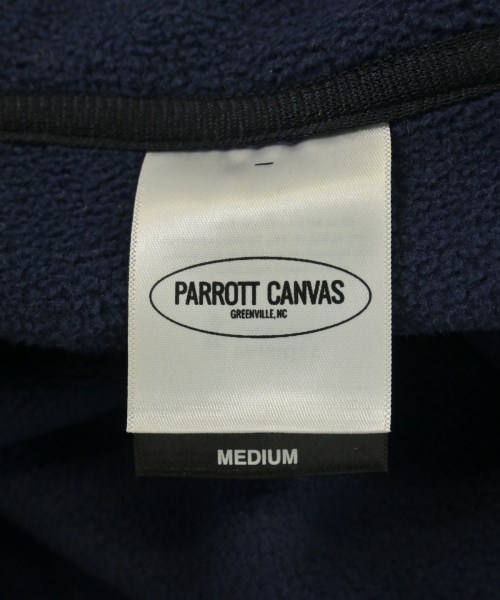 PARROTT CANVAS
GREENVILLE, NC
MEDIUM